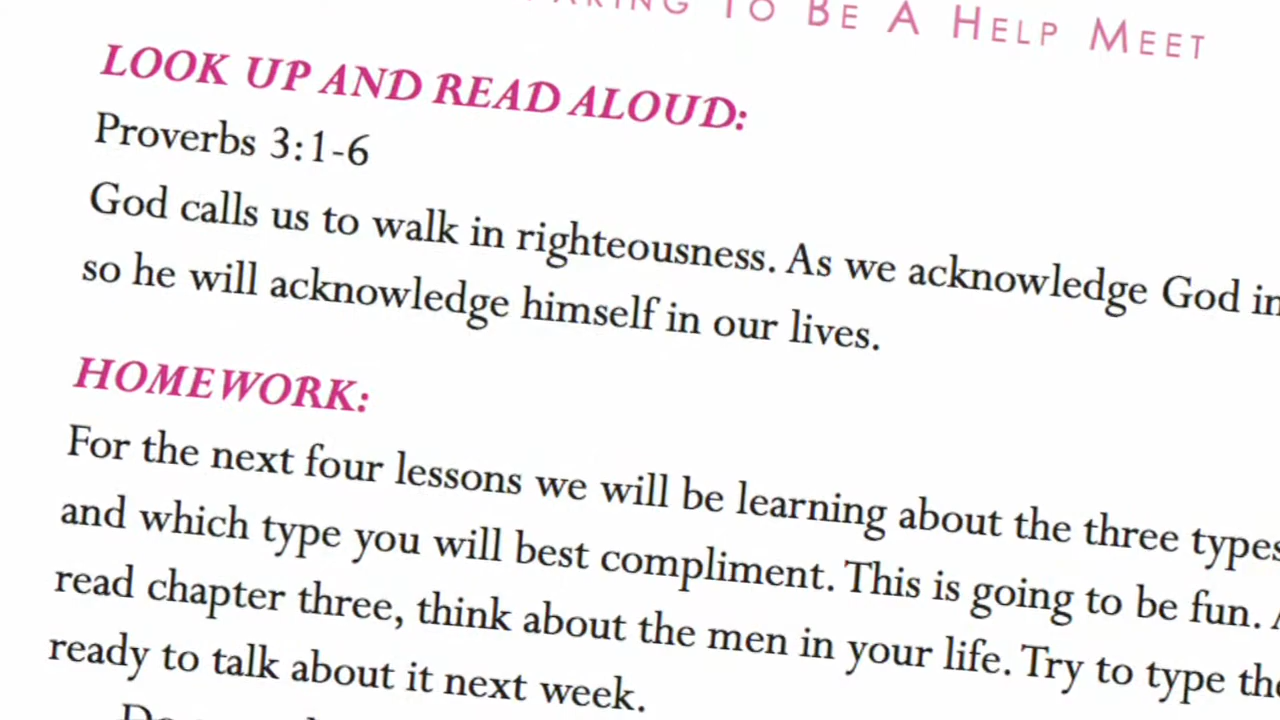 To Be A Help Meet
LOOK UP AND READ ALOUD:
Proverbs 3:1-6
God calls us to walk in righteousness. As we acknowledge God in
so he will acknowledge himself in our lives.
HOMEWORK:
For the next four lessons we will be learning about the three types
and which type you will best compliment. This is going to be fun.
read chapter three, think about the men in your life. Try to type
ready to talk about it next week.